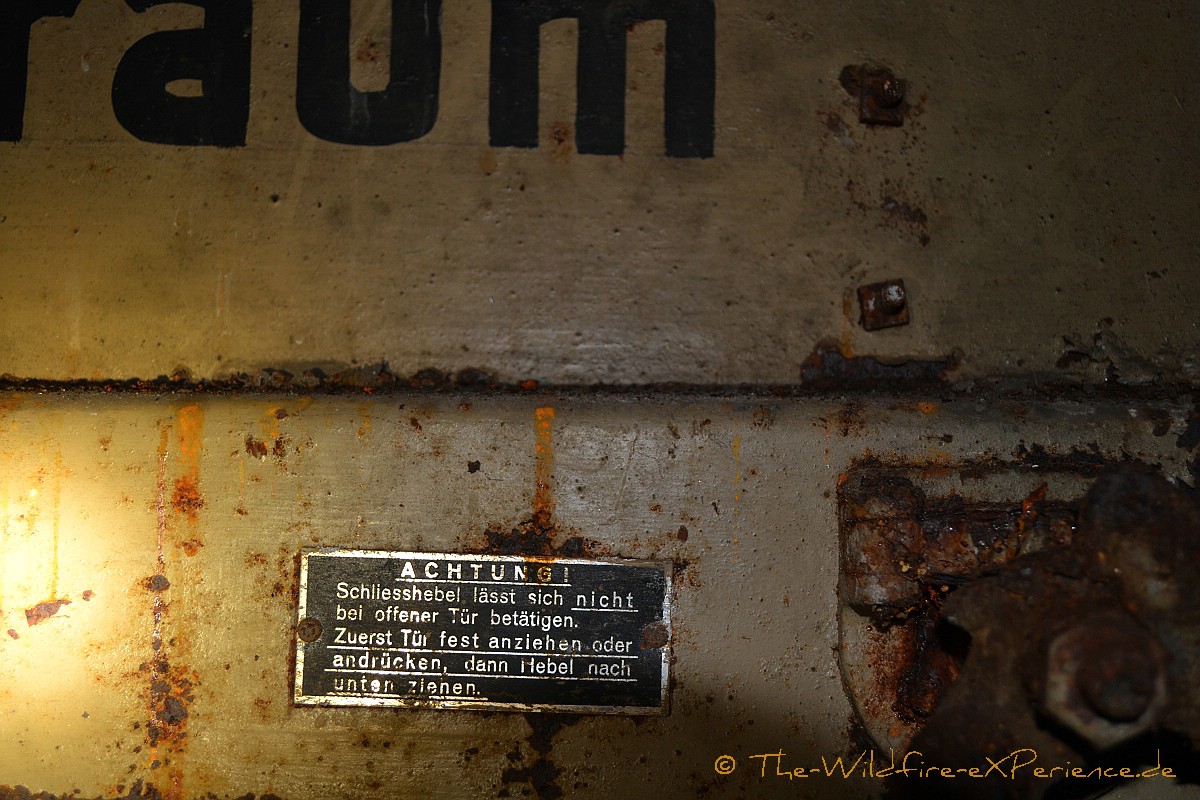 raum
ACHTUNG!
Schliesshebel lässt sich nicht
bei offener Tür betätigen.
Zuerst Tür fest anziehen oder
andrücken, dann Hebel nach
unten ziehen.
© The-Wildfire-eXPerience.de